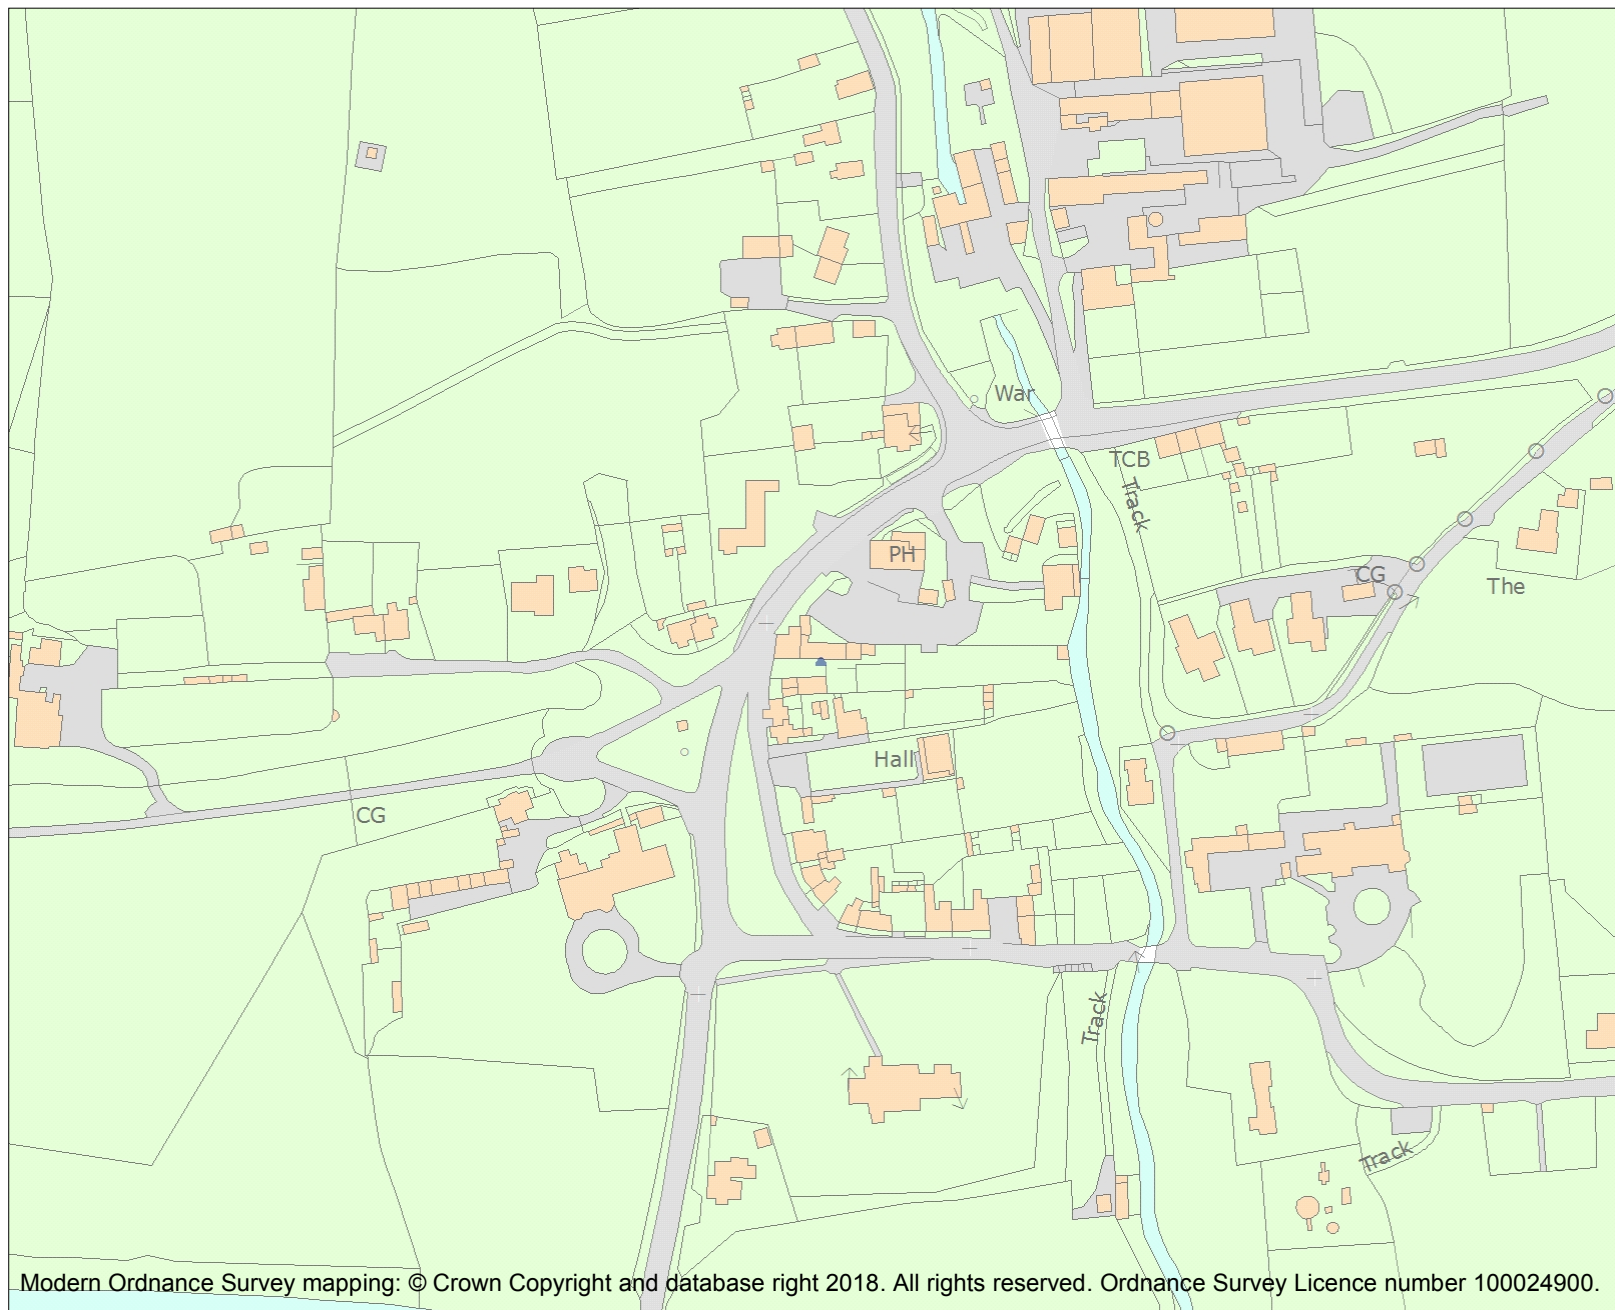 War
TCB
Track
PH
CG
The
Hall
CG
Track
Track
Modern Ordnance Survey mapping: © Crown Copyright and database right 2018. All rights reserved. Ordnance Survey Licence number 100024900.